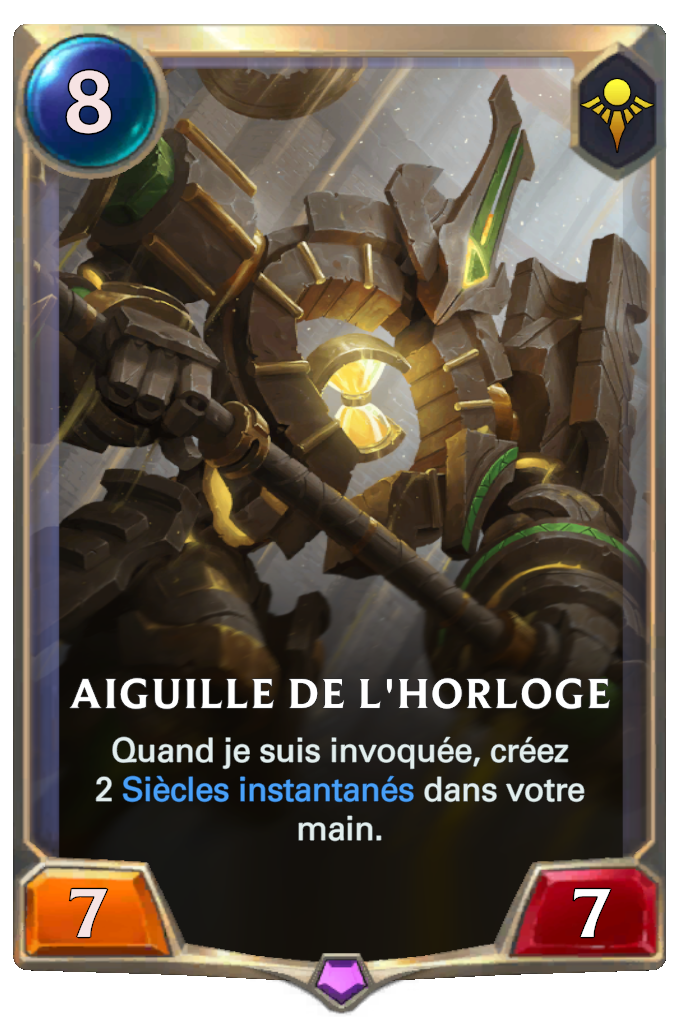 8
AIGUILLE DE L'HORLOGE
Quand je suis invoquée, créez
2 Siècles instantanés dans votre
main.
7 7